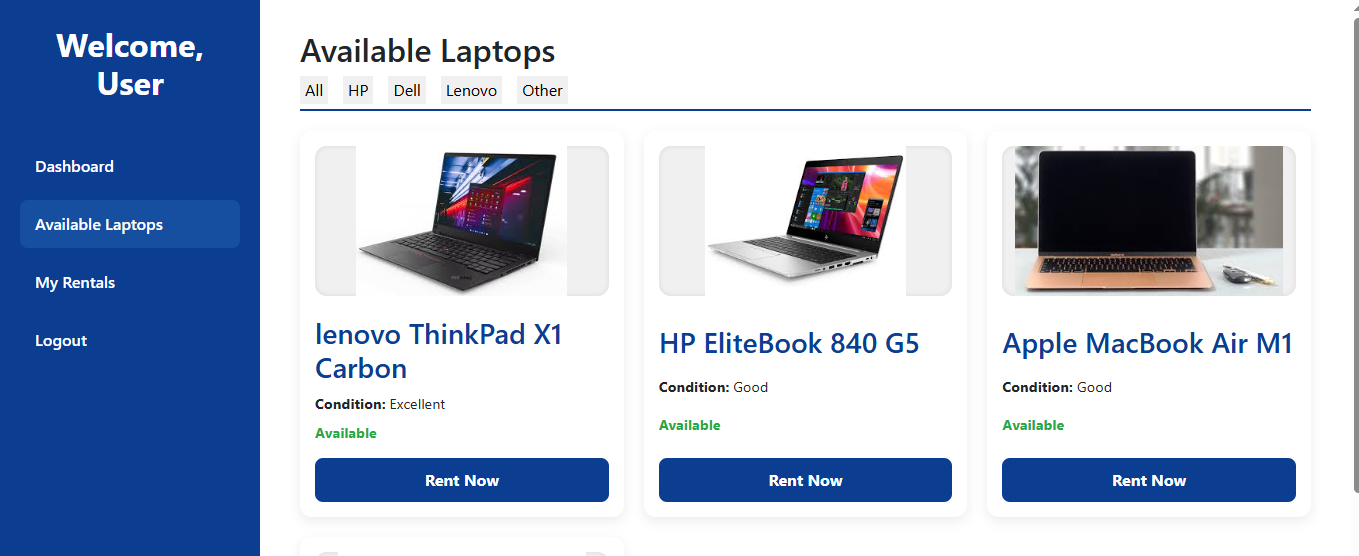 Welcome,
User
Dashboard
Available Laptops
My Rentals
Logout
Available Laptops
All HP Dell Lenovo Other
lenovo ThinkPad X1
Carbon
Condition: Excellent
Available
Rent Now
HP EliteBook 840 G5
Condition: Good
Available
Rent Now
Apple MacBook Air M1
Condition: Good
Available
Rent Now